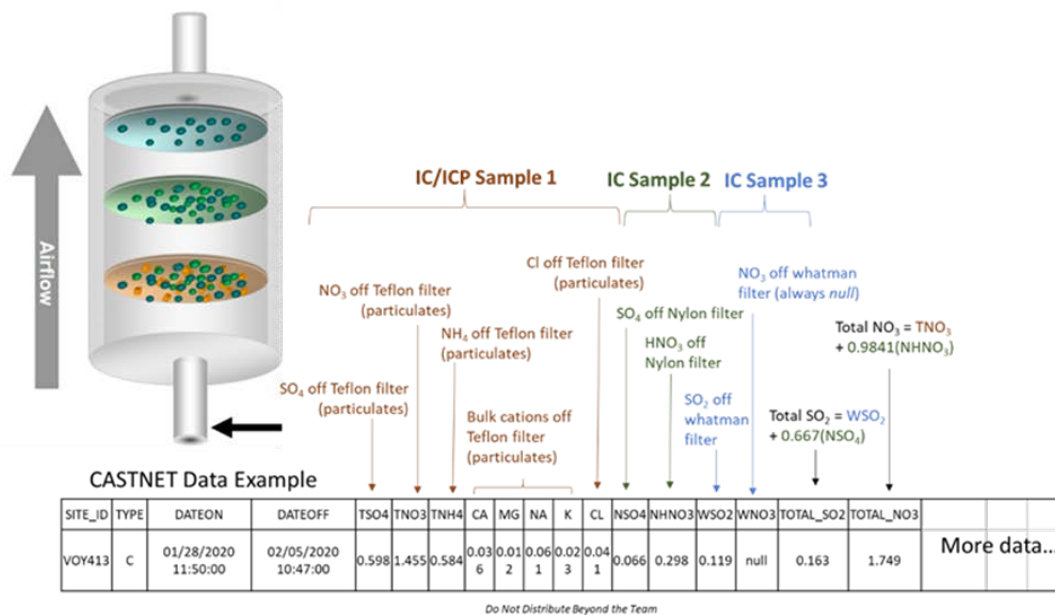 Airflow
IC/ICP Sample 1
IC Sample 2
IC Sample 3
Cl off Teflon filter
(particulates)
NO₃ off whatman
filter (always null)
NO₃ off Teflon filter
(particulates)
SO₄ off Nylon filter
NH₄ off Teflon filter
(particulates)
HNO₃ off
Nylon filter
Total NO₃ = TNO₃
+ 0.9841(NHNO₃)
SO₄ off Teflon filter
(particulates)
Bulk cations off
Teflon filter
(particulates)
SO₂ off
whatman
filter
Total SO₂ = WSO₂
+ 0.667(NSO₄)
CASTNET Data Example
SITE_ID TYPE DATEON DATEOFF TSO4 TNO3 TNH4 CA MG NA K CL NSO4 NHNO3 WSO2 WNO3 TOTAL_SO2 TOTAL_NO3
VOY413 C 01/28/2020 11:50:00 02/05/2020 10:47:00 0.598 1.455 0.584 0.036 0.012 0.061 0.023 0.041 0.066 0.298 0.119 null 0.163 1.749 More data...
Do Not Distribute Beyond the Team